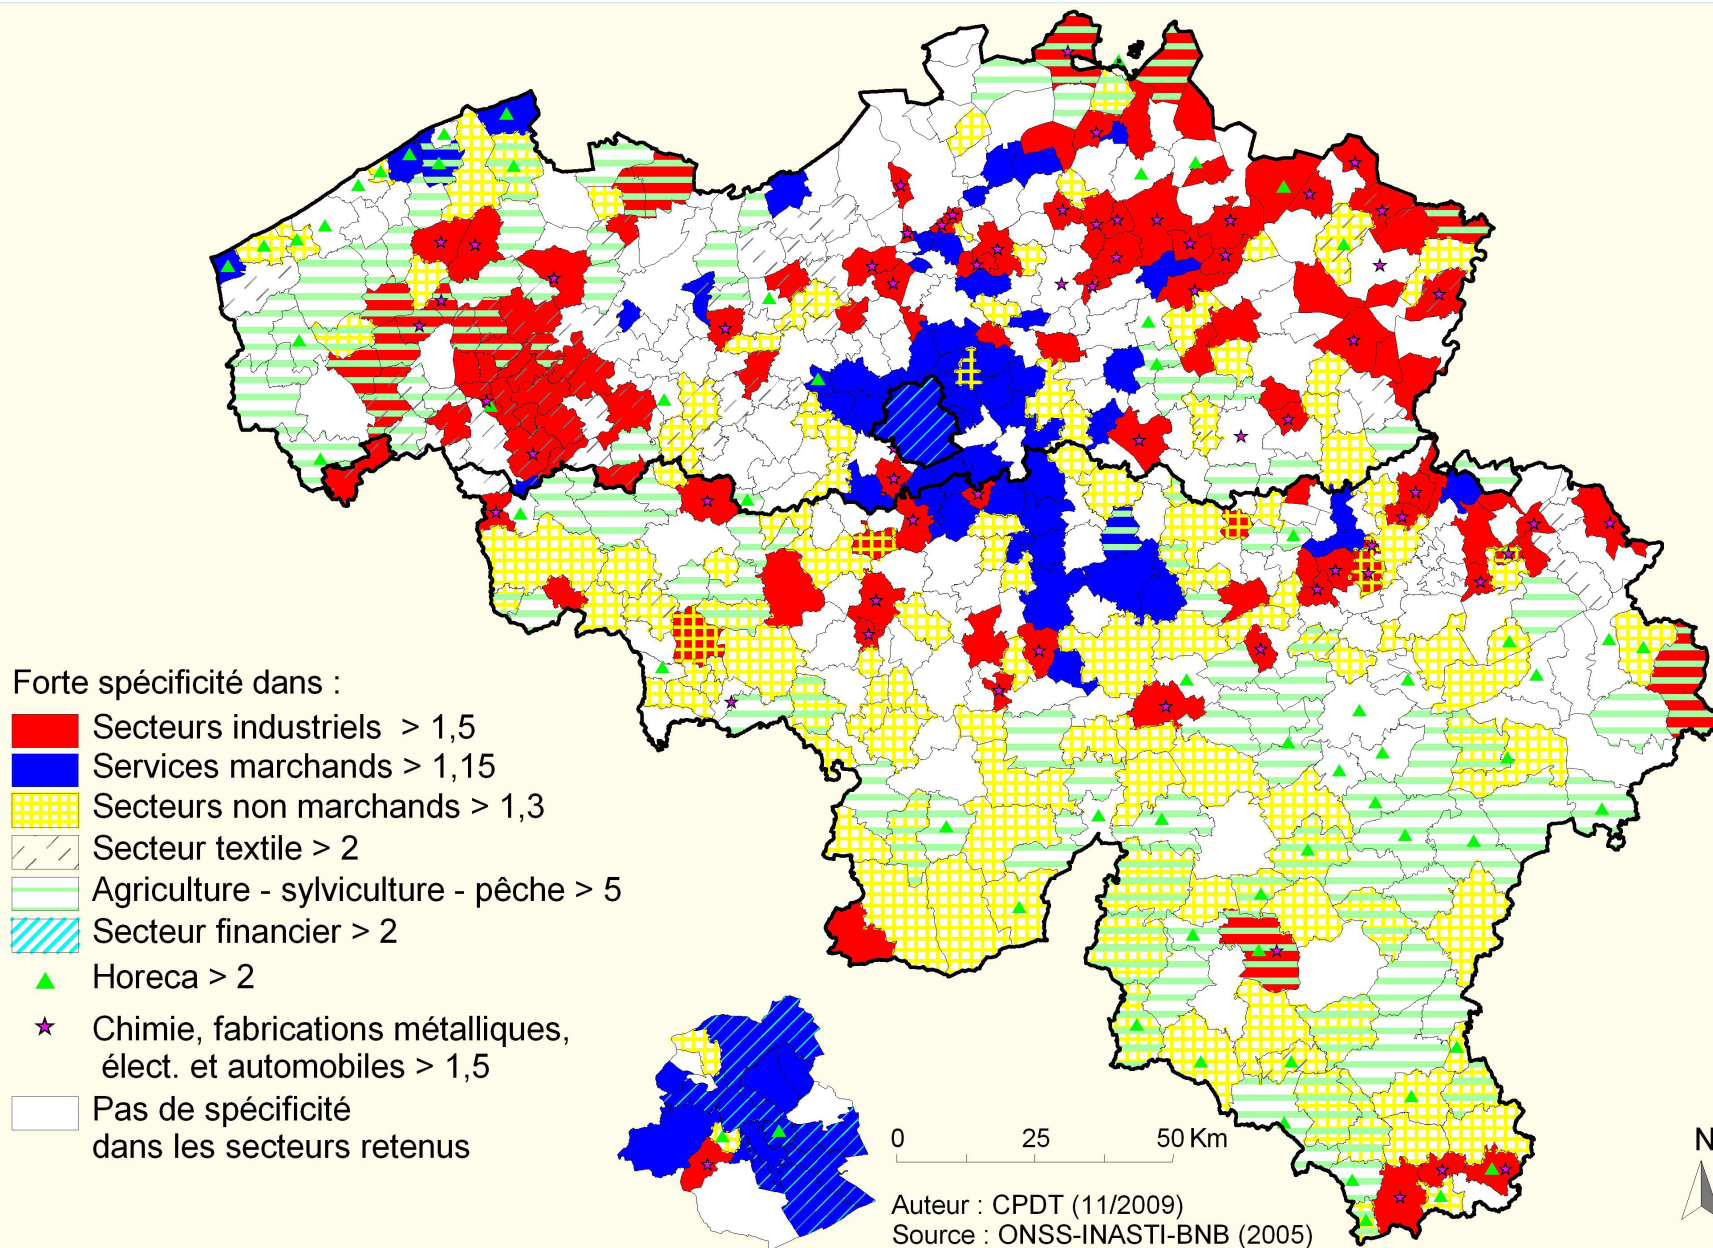 Forte spécificité dans :
Secteurs industriels > 1,5
Services marchands > 1,15
Secteurs non marchands > 1,3
Secteur textile > 2
Agriculture - sylviculture - pêche > 5
Secteur financier > 2
Horeca > 2
Chimie, fabrications métalliques,
élect. et automobiles > 1,5
Pas de spécificité
dans les secteurs retenus
0 25 50 Km
Auteur : CPDT (11/2009)
Source : ONSS-INASTI-BNB (2005)
N